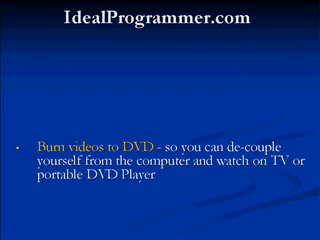 IdealProgrammer.com
• Burn videos to DVD - so you can de-couple
yourself from the computer and watch on TV or
portable DVD Player